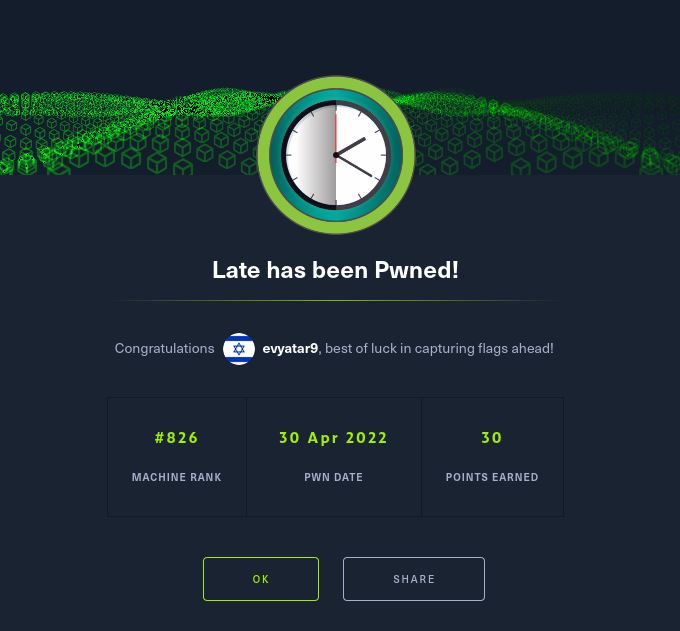 Late has been Pwned!
Congratulations evyatar9, best of luck in capturing flags ahead!
#826 30 Apr 2022 30
MACHINE RANK PWN DATE POINTS EARNED
OK SHARE